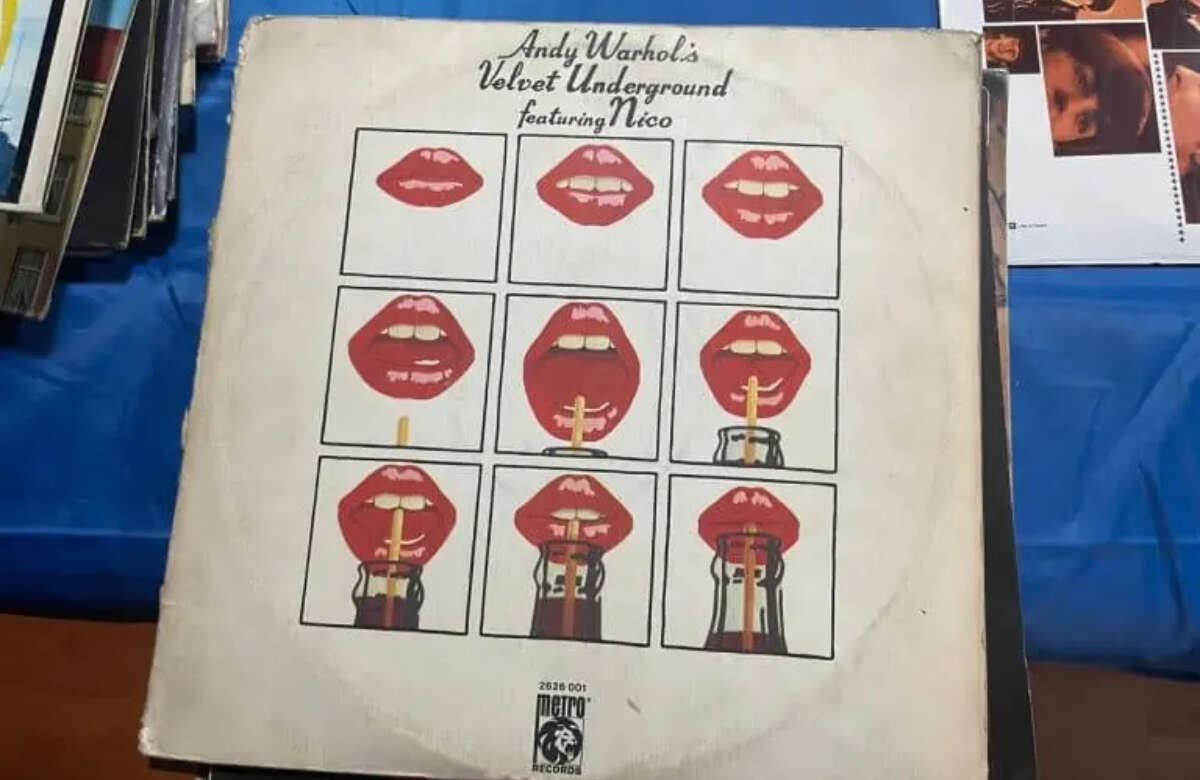 Andy Warhol's
Velvet Underground
featuring Nico
2626 001
METRO
RECORDS